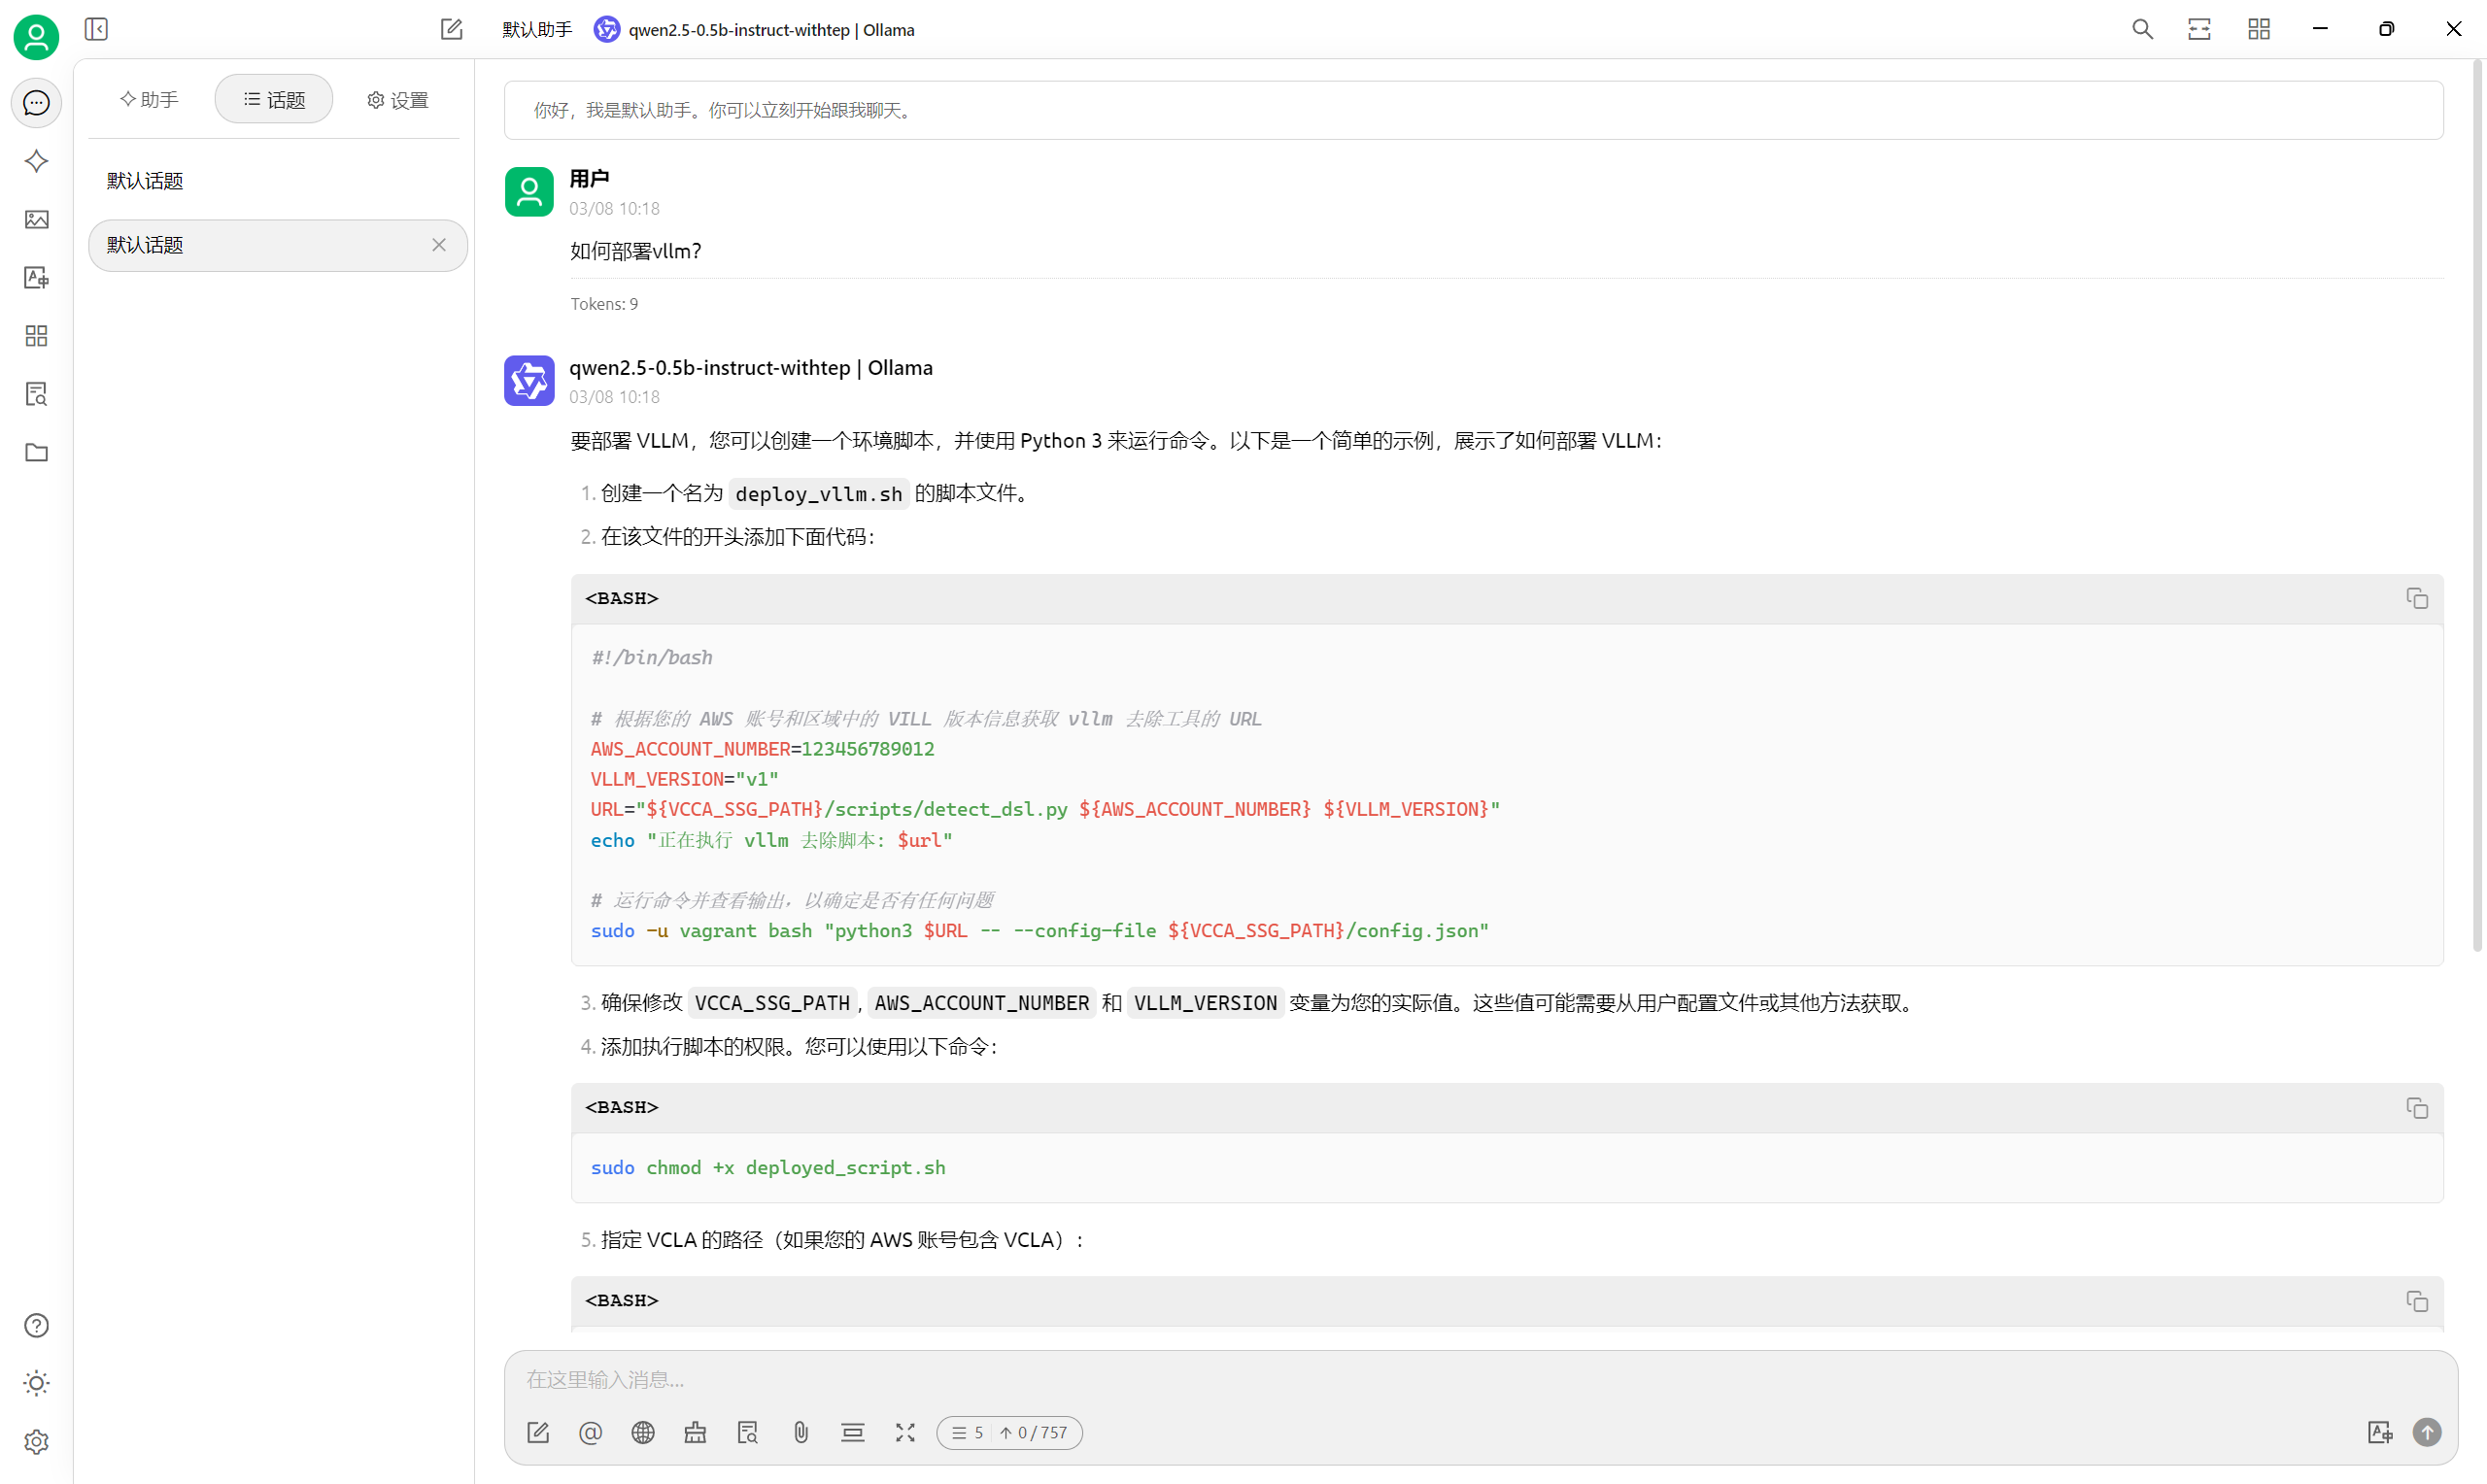 默认助手 qwen2.5-0.5b-instruct-withtep | Ollama
助手 话题 设置
默认话题
默认话题
你好，我是默认助手。你可以立刻开始跟我聊天。
用户
03/08 10:18
如何部署vllm?
Tokens: 9
qwen2.5-0.5b-instruct-withtep | Ollama
03/08 10:18
要部署 VLLM，您可以创建一个环境脚本，并使用 Python 3 来运行命令。以下是一个简单的示例，展示了如何部署 VLLM：
1. 创建一个名为 deploy_vllm.sh 的脚本文件。
2. 在该文件的开头添加下面代码：
<BASH>
#!/bin/bash
# 根据您的 AWS 账号和区域中的 VILL 版本信息获取 vllm 去除工具的 URL
AWS_ACCOUNT_NUMBER=123456789012
VLLM_VERSION="v1"
URL="${VCCA_SSG_PATH}/scripts/detect_dsl.py ${AWS_ACCOUNT_NUMBER} ${VLLM_VERSION}"
echo "正在执行 vllm 去除脚本: $url"
# 运行命令并查看输出，以确定是否有任何问题
sudo -u vagrant bash "python3 $URL -- --config-file ${VCCA_SSG_PATH}/config.json"
3. 确保修改 VCCA_SSG_PATH, AWS_ACCOUNT_NUMBER 和 VLLM_VERSION 变量为您的实际值。这些值可能需要从用户配置文件或其他方法获取。
4. 添加执行脚本的权限。您可以使用以下命令：
<BASH>
sudo chmod +x deployed_script.sh
5. 指定 VCLA 的路径（如果您的 AWS 账号包含 VCLA）：
<BASH>
在这里输入消息...
5 ↑ 0 / 757